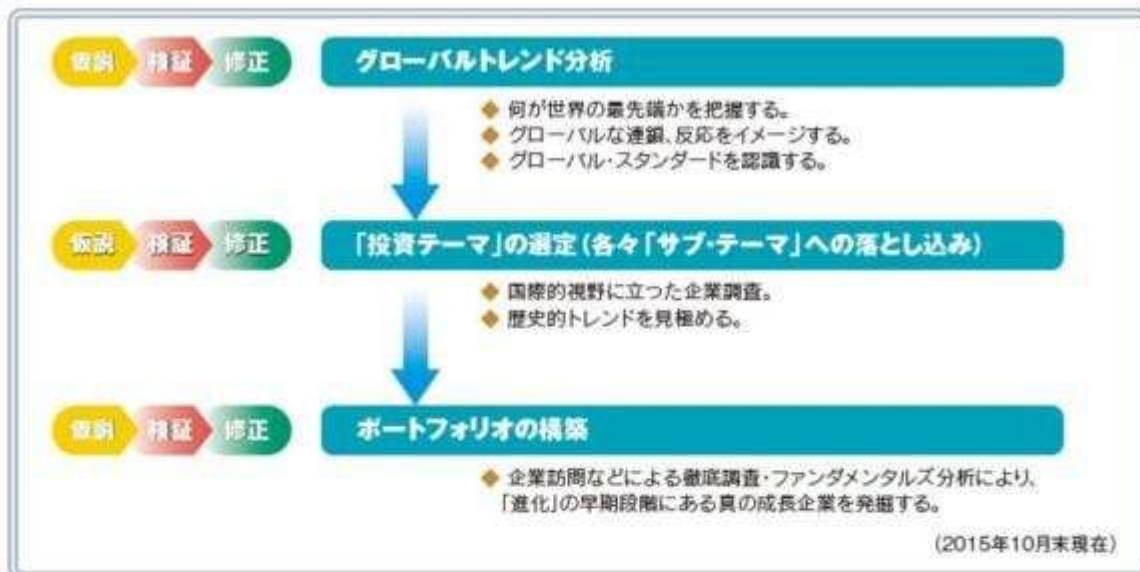 仮説 検証 修正 グローバルトレンド分析
◆ 何が世界の最先端かを把握する。
◆ グローバルな連鎖、反応をイメージする。
◆ グローバル・スタンダードを認識する。
仮説 検証 修正 「投資テーマ」の選定(各々「サブ・テーマ」への落とし込み)
◆ 国際的視野に立った企業調査。
◆ 歴史的トレンドを見極める。
仮説 検証 修正 ポートフォリオの構築
◆ 企業訪問などによる徹底調査・ファンダメンタルズ分析により、
「進化」の早期段階にある真の成長企業を発掘する。
(2015年10月末現在)